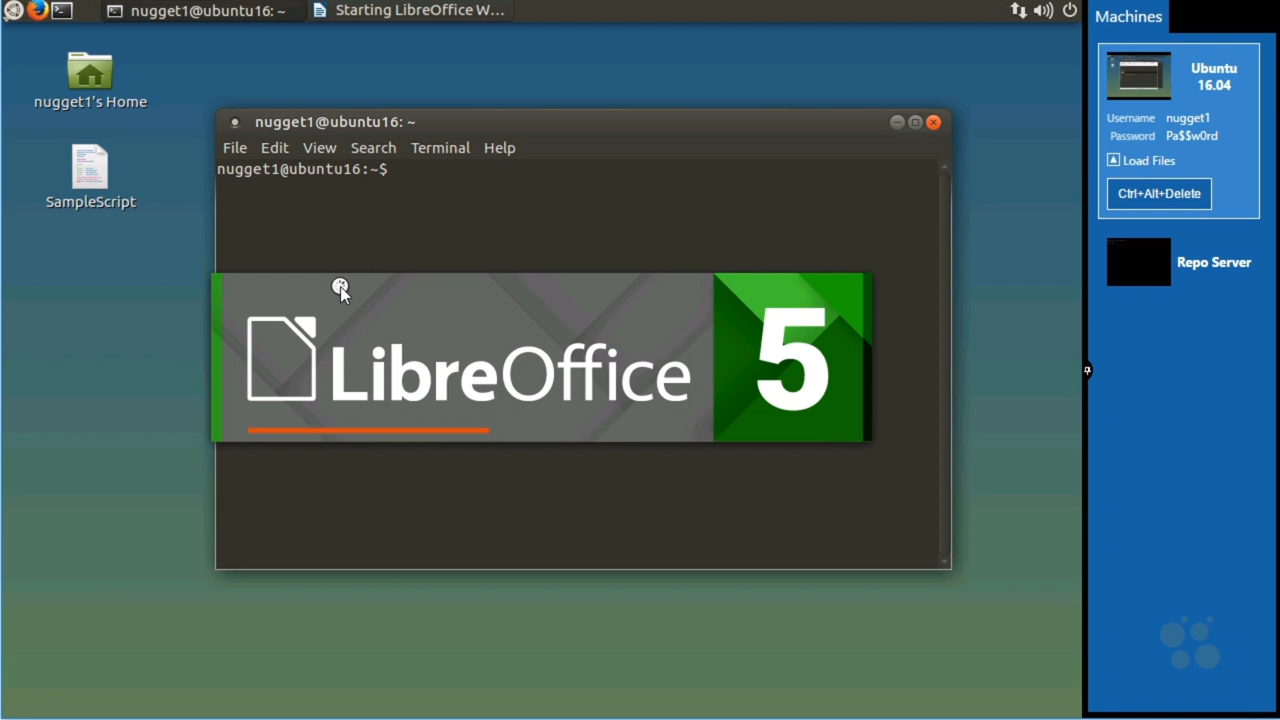 nugget1@ubuntu16: ~
Starting LibreOffice W...
Machines
nugget1's Home
SampleScript
nugget1@ubuntu16: ~
File Edit View Search Terminal Help
nugget1@ubuntu16:~$
LibreOffice 5
Ubuntu
16.04
Username nugget1
Password Pa$$w0rd
Load Files
Ctrl+Alt+Delete
Repo Server